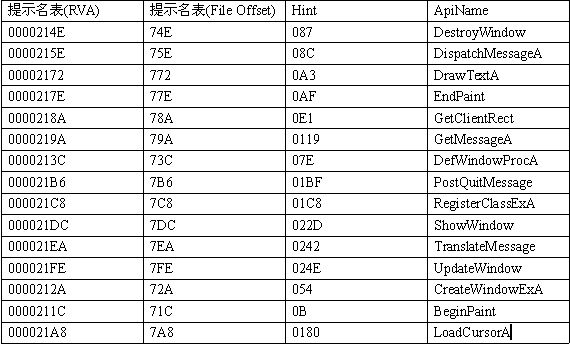 提示名表(RVA) 提示名表(File Offset) Hint ApiName
0000214E 74E 087 DestroyWindow
0000215E 75E 08C DispatchMessageA
00002172 772 0A3 DrawTextA
0000217E 77E 0AF EndPaint
0000218A 78A 0E1 GetClientRect
0000219A 79A 0119 GetMessageA
0000213C 73C 07E DefWindowProcA
000021B6 7B6 01BF PostQuitMessage
000021C8 7C8 01C8 RegisterClassExA
000021DC 7DC 022D ShowWindow
000021EA 7EA 0242 TranslateMessage
000021FE 7FE 024E UpdateWindow
0000212A 72A 054 CreateWindowExA
0000211C 71C 0B BeginPaint
000021A8 7A8 0180 LoadCursorA